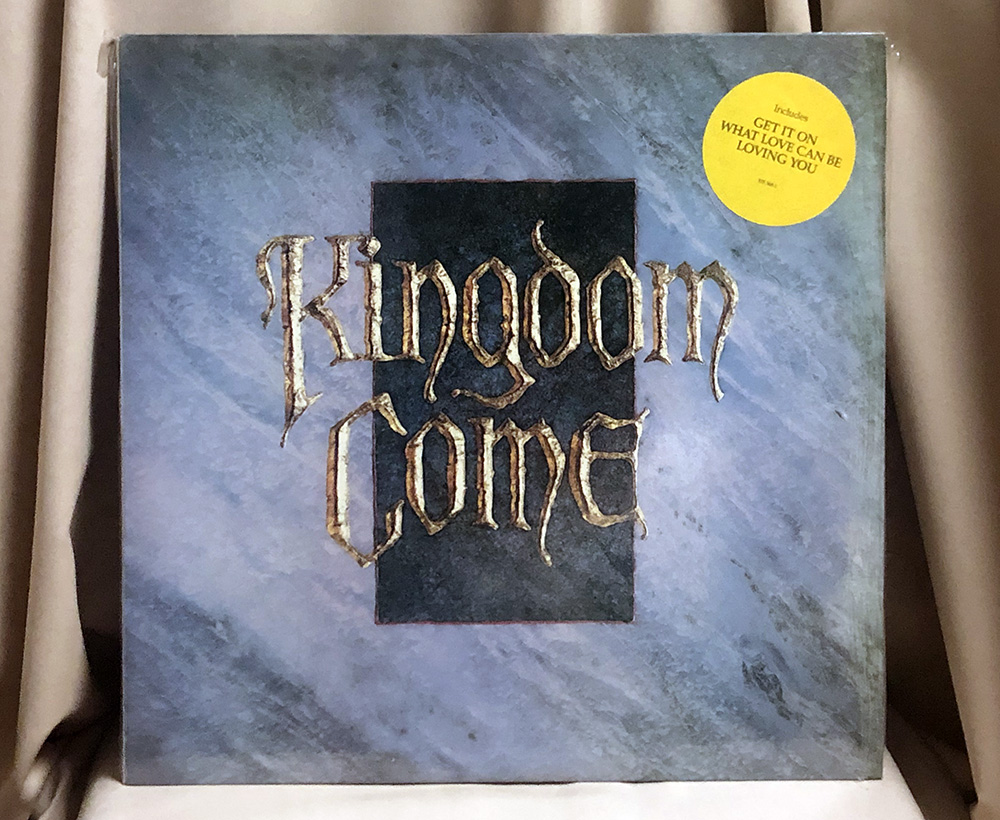 Includes
GET IT ON
WHAT LOVE CAN BE
LOVING YOU
Kingdom
Come